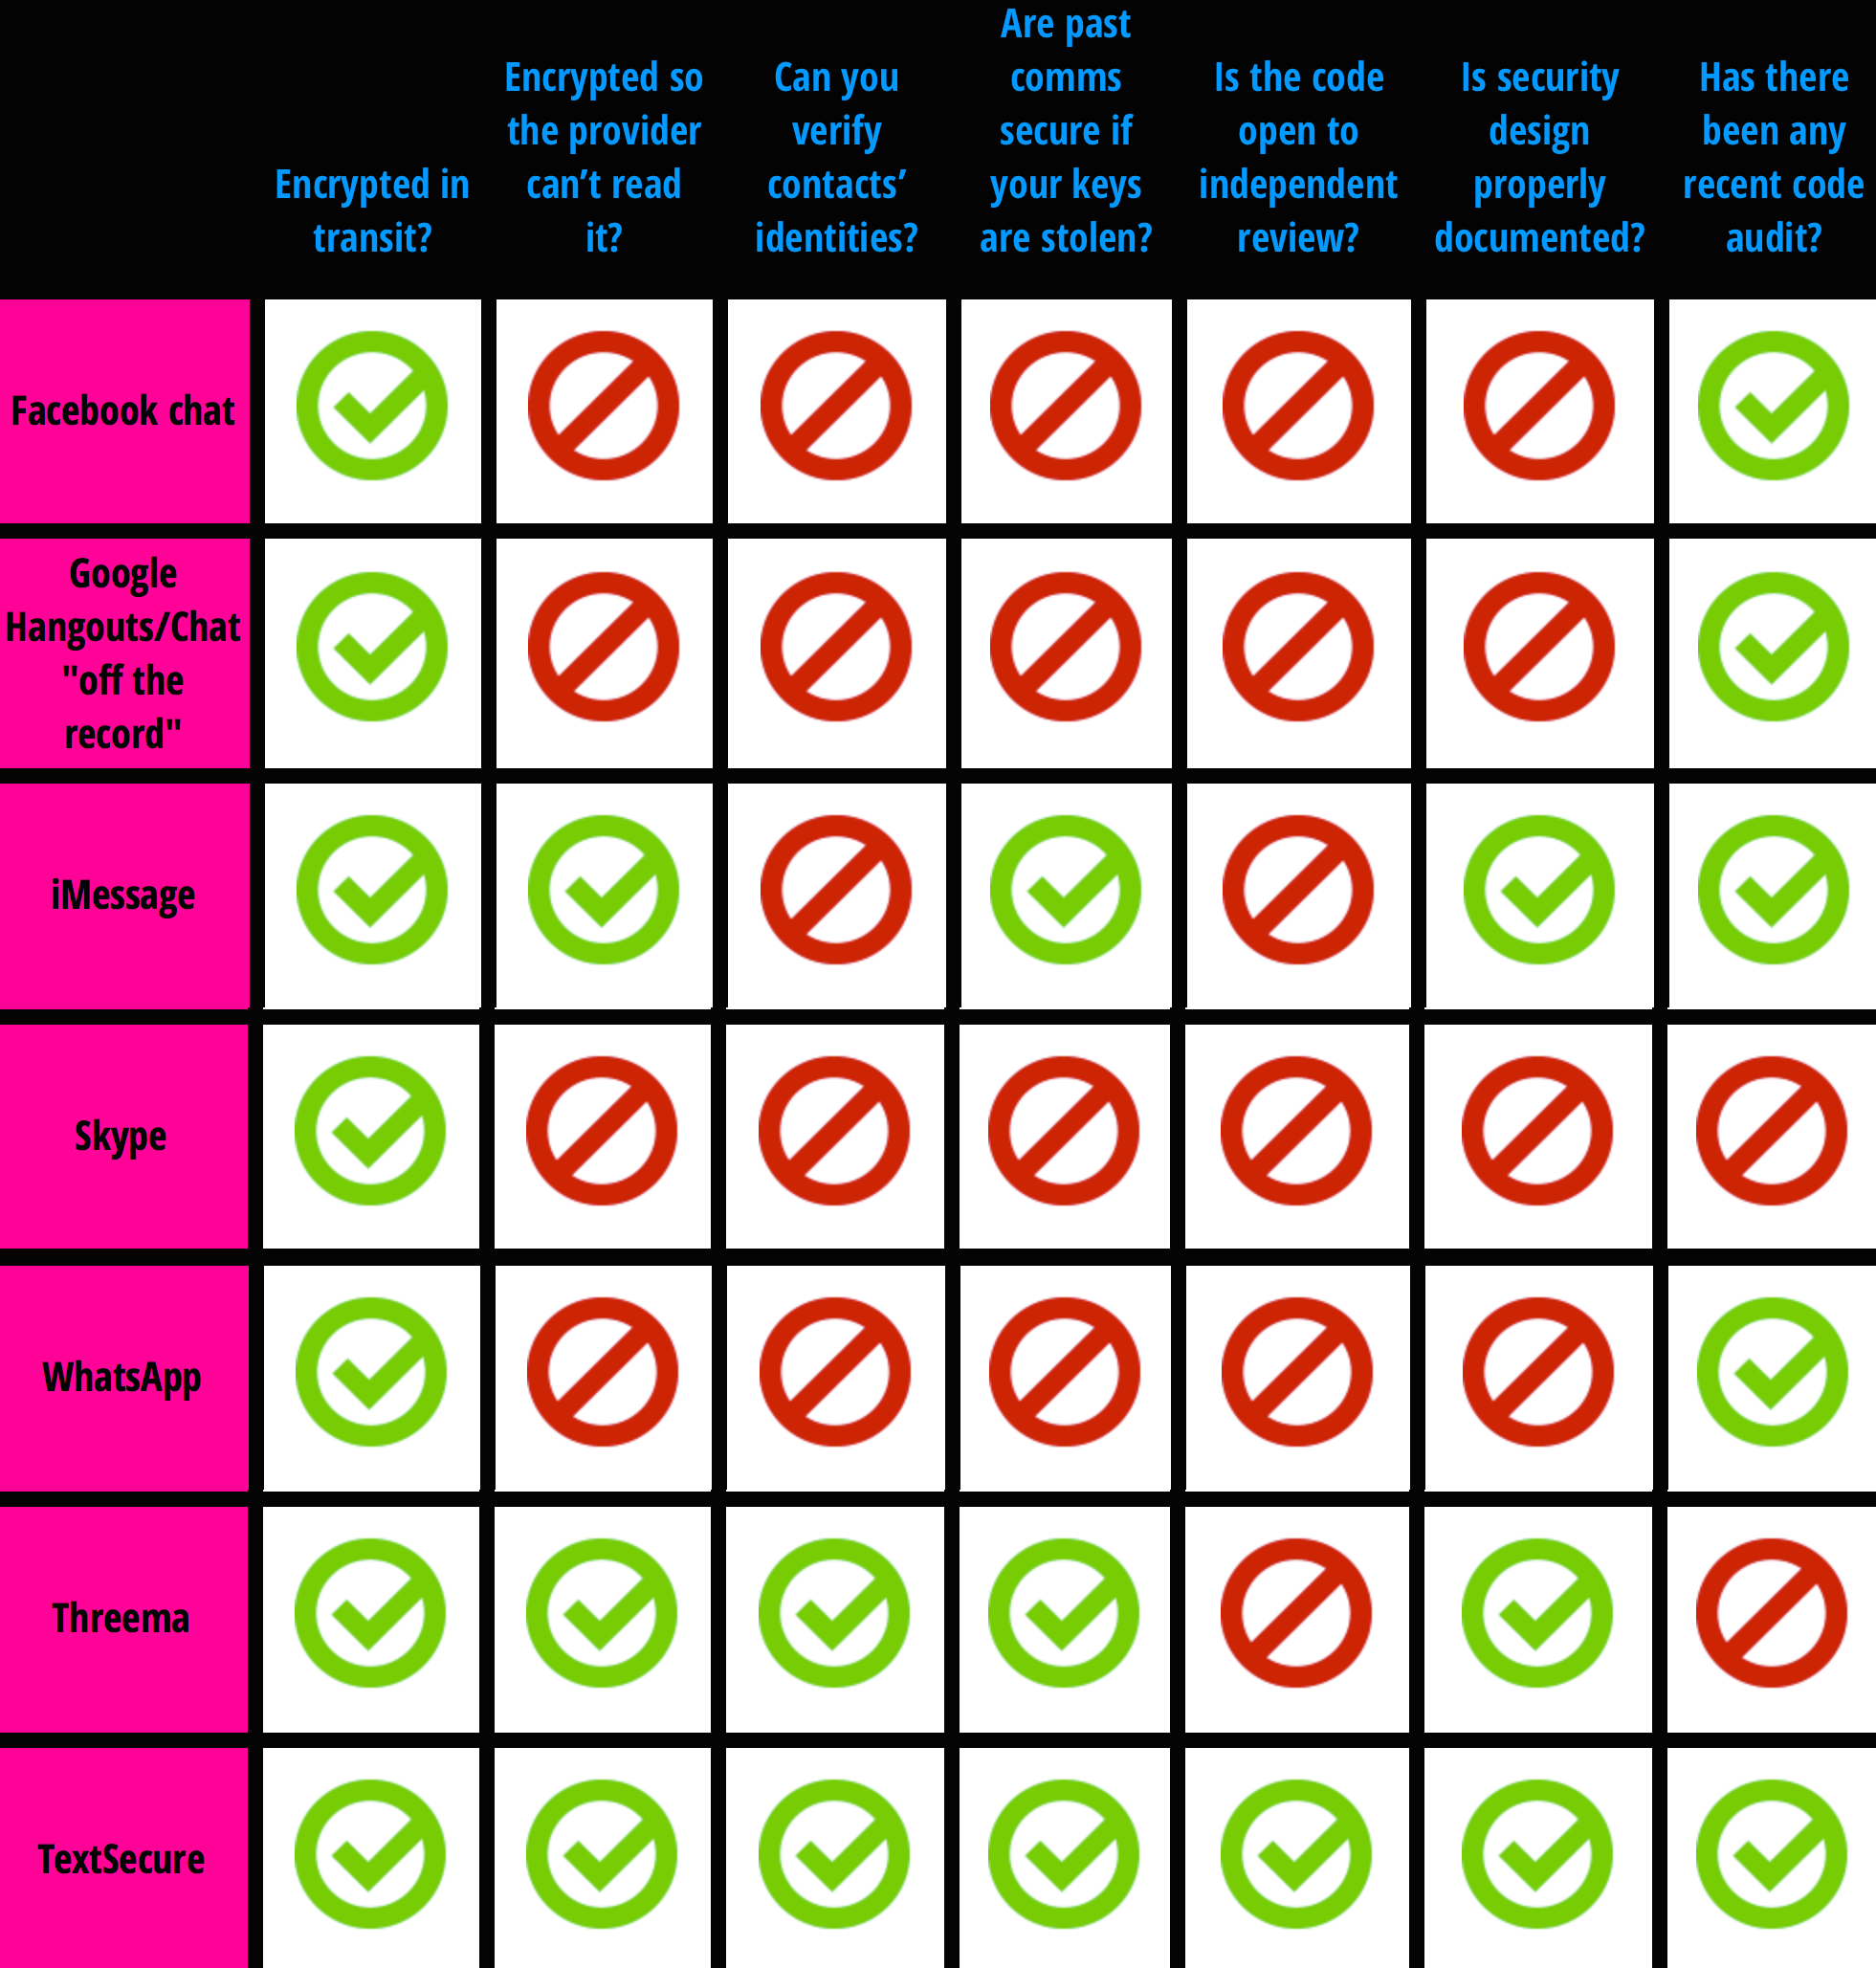 Encrypted in
transit?
Encrypted so
the provider
can’t read
it?
Can you
verify
contacts’
identities?
Are past
comms
secure if
your keys
are stolen?
Is the code
open to
independent
review?
Is security
design
properly
documented?
Has there
been any
recent code
audit?
Facebook chat
Google
Hangouts/Chat
"off the
record"
iMessage
Skype
WhatsApp
Threema
TextSecure